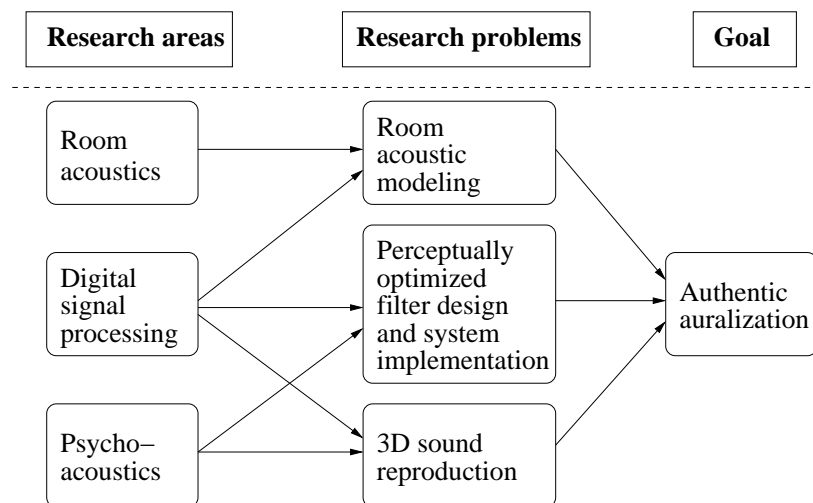 Research areas
Research problems
Goal
Room
acoustics
Room
acoustic
modeling
Digital
signal
processing
Perceptually
optimized
filter design
and system
implementation
Authentic
auralization
Psycho–
acoustics
3D sound
reproduction